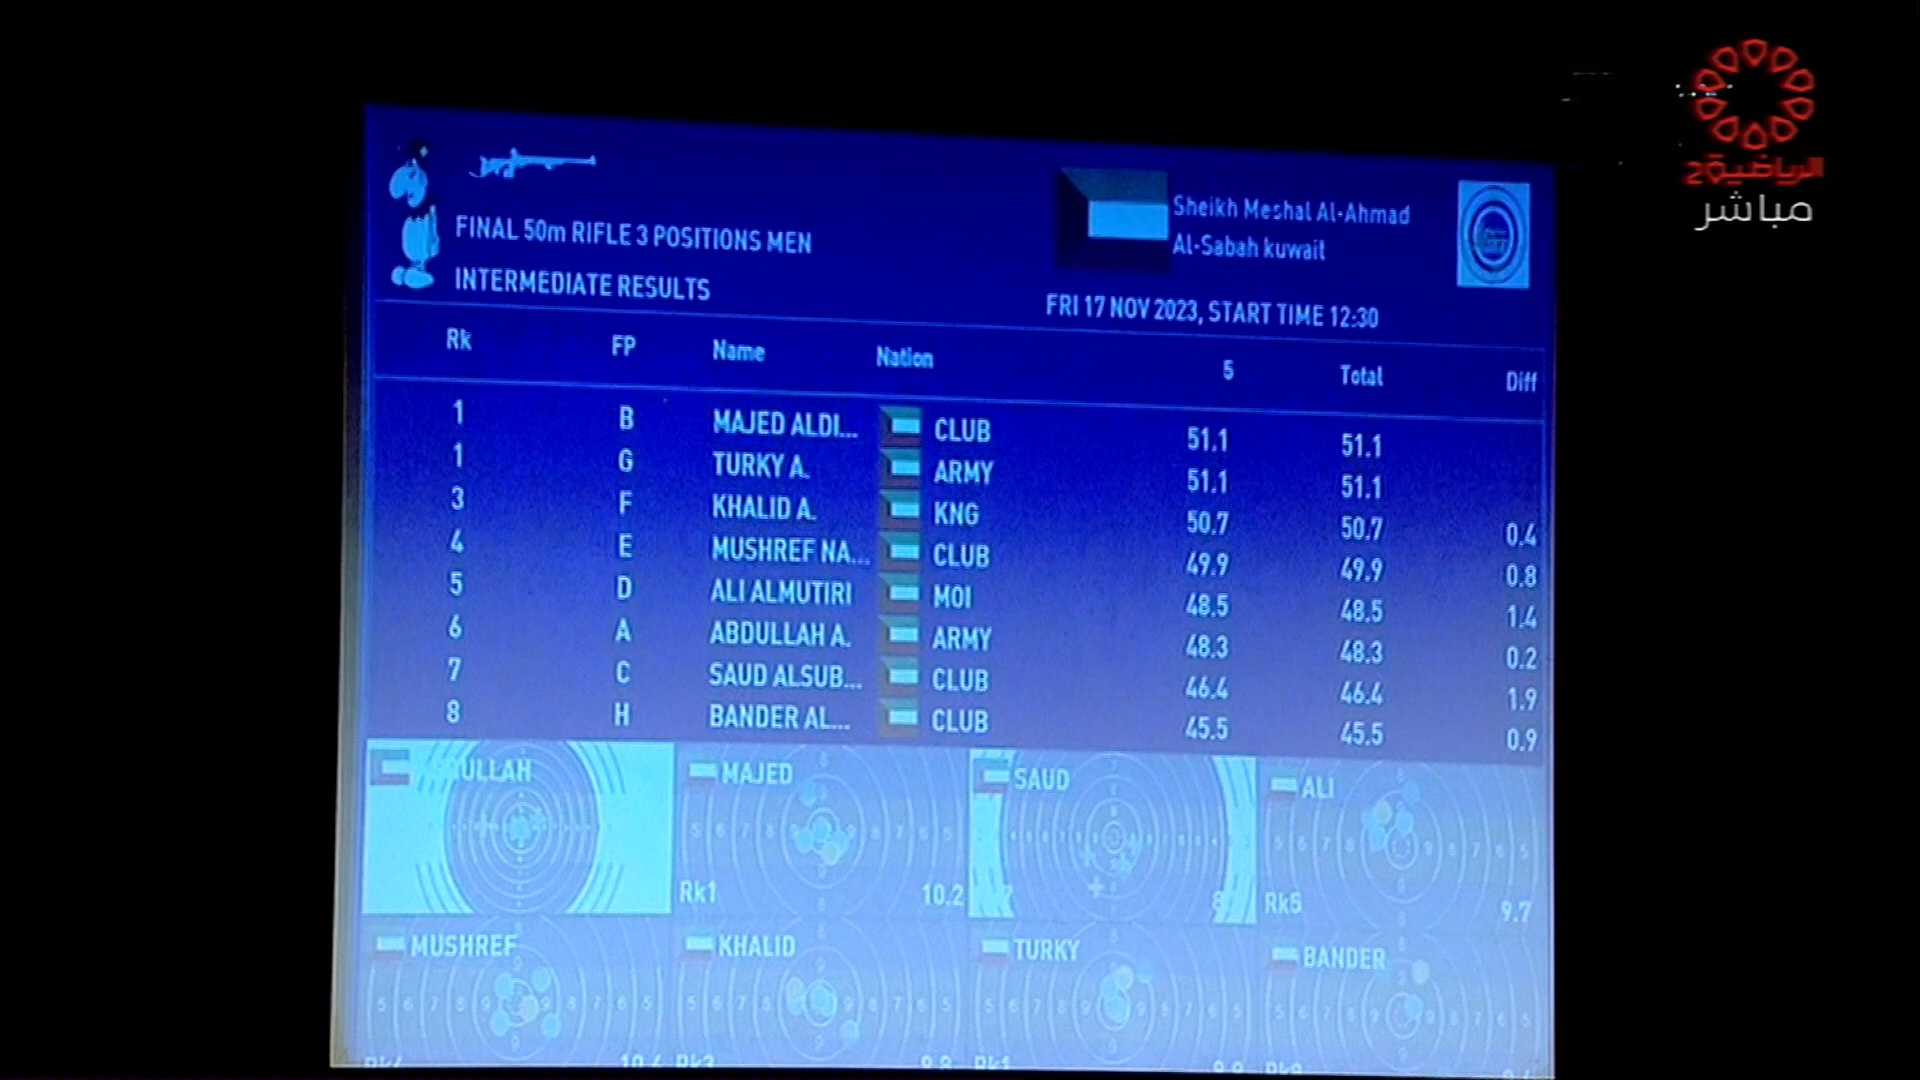 الرياضية
مباشر
FINAL 50m RIFLE 3 POSITIONS MEN
INTERMEDIATE RESULTS
Sheikh Meshal Al-Ahmad
Al-Sabah kuwait
FRI 17 NOV 2023, START TIME 12:30
Rk FP Name Nation 5 Total Diff
1 B MAJED ALDI... CLUB 51.1 51.1
1 G TURKY A. ARMY 51.1 51.1
3 F KHALID A. KNG 50.7 50.7 0.4
4 E MUSHREF NA... CLUB 49.9 49.9 0.8
5 D ALI ALMUTIRI MOI 48.5 48.5 1.4
6 A ABDULLAH A. ARMY 48.3 48.3 0.2
7 C SAUD ALSUB... CLUB 46.4 46.4 1.9
8 H BANDER AL... CLUB 45.5 45.5 0.9
MAJED SAUD ALI
Rk1 10.2 Rk5 9.7
MUSHREF KHALID TURKY BANDER